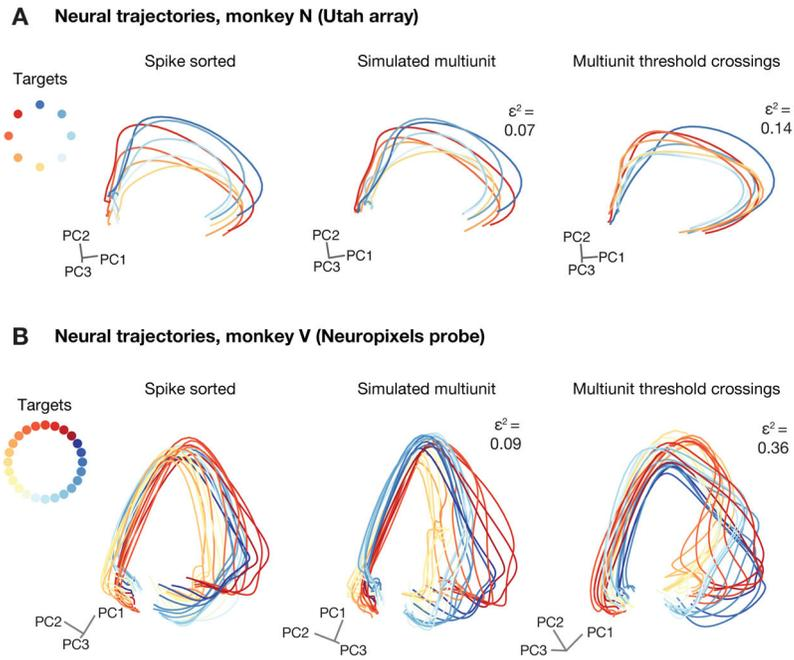 A Neural trajectories, monkey N (Utah array)
Spike sorted
Simulated multiunit
Multiunit threshold crossings
Targets
ε² =
0.07
ε² =
0.14
PC2
PC1
PC3
PC2
PC1
PC3
PC2
PC1
PC3
B Neural trajectories, monkey V (Neuropixels probe)
Spike sorted
Simulated multiunit
Multiunit threshold crossings
Targets
ε² =
0.09
ε² =
0.36
PC1
PC2
PC3
PC1
PC2
PC3
PC2
PC1
PC3